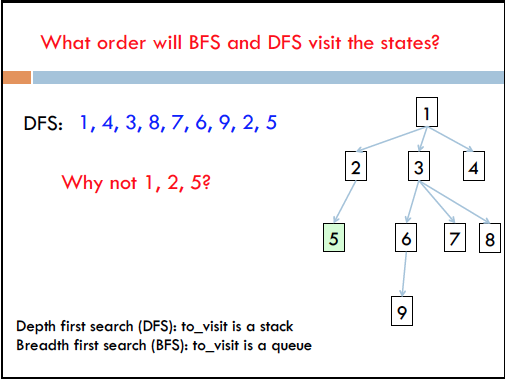 What order will BFS and DFS visit the states?
DFS: 1, 4, 3, 8, 7, 6, 9, 2, 5
Why not 1, 2, 5?
1
2 3 4
5 6 7 8
9
Depth first search (DFS): to_visit is a stack
Breadth first search (BFS): to_visit is a queue